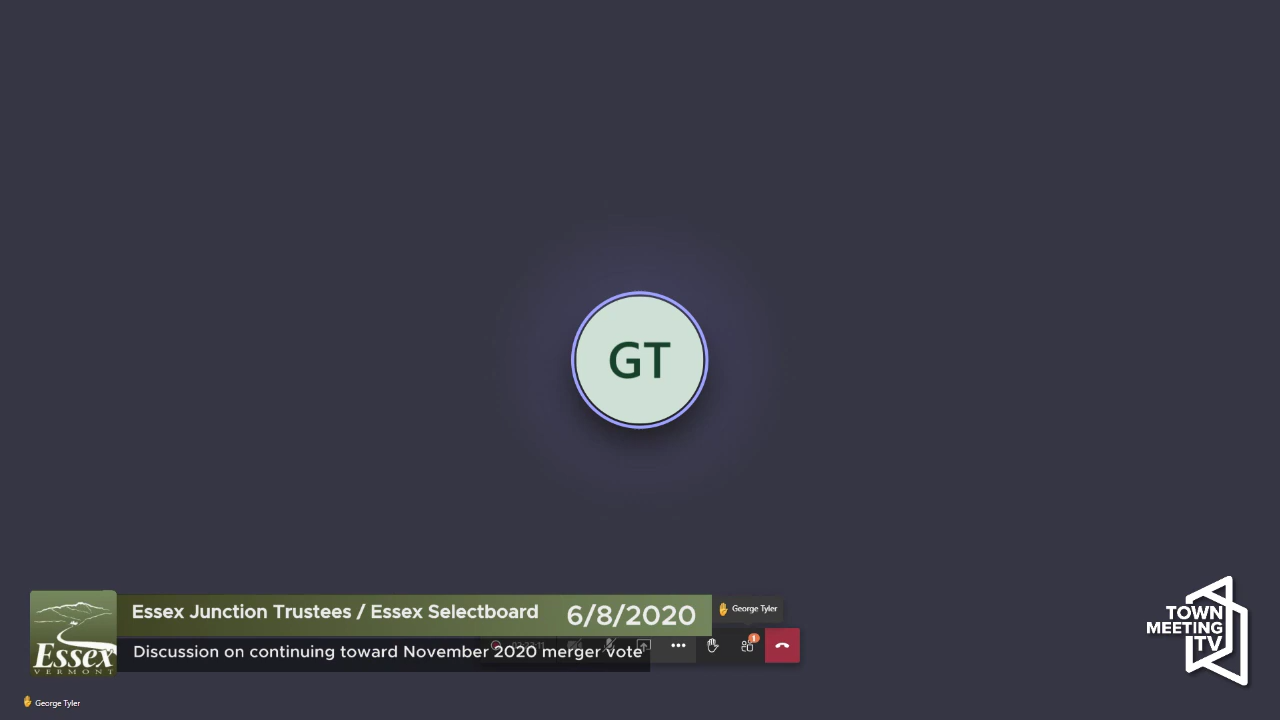 GT
Essex Junction Trustees / Essex Selectboard 6/8/2020
George Tyler
Discussion on continuing toward November 2020 merger vote
1
Essex
VERMONT
TOWN
MEETING
TV
George Tyler